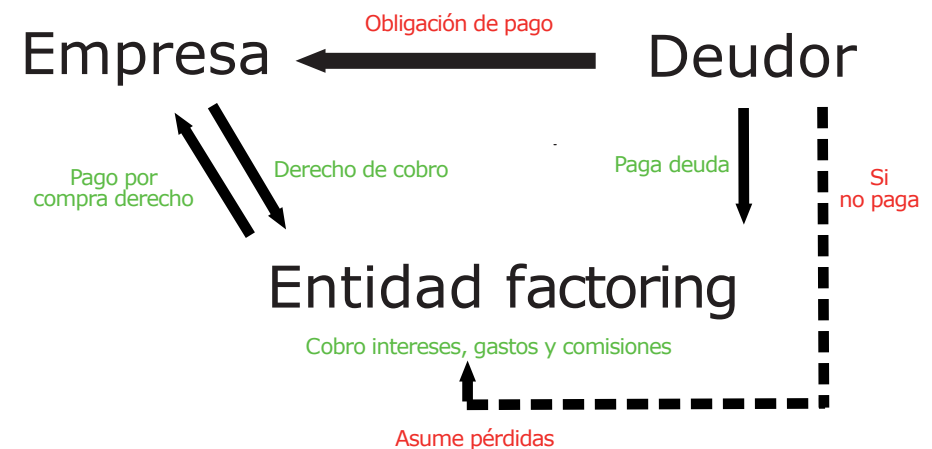 Obligación de pago
Empresa
Deudor
Pago por
compra derecho
Derecho de cobro
Paga deuda
Si
no paga
Entidad factoring
Cobro intereses, gastos y comisiones
Asume pérdidas